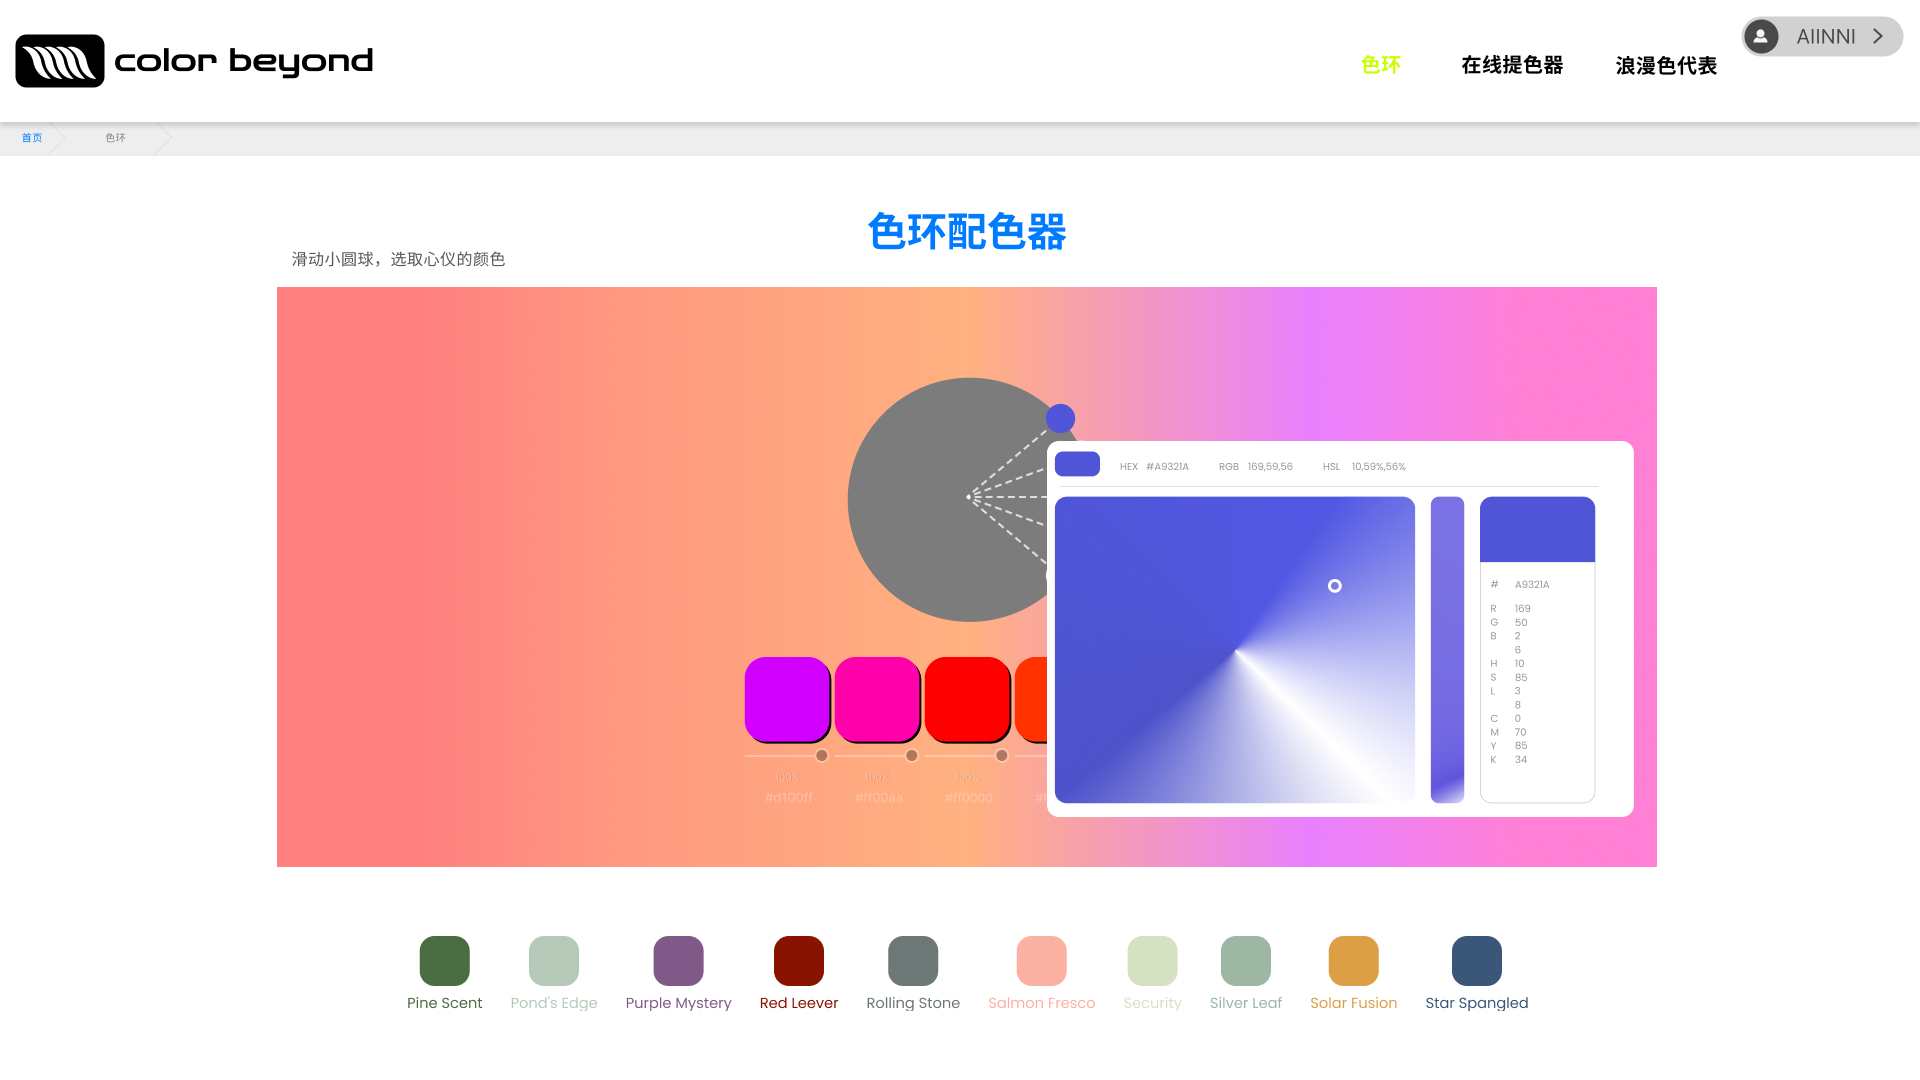 color beyond
色环 在线提色器 浪漫色代表
AIINNI
首页 色环
色环配色器
滑动小圆球，选取心仪的颜色
HEX #A9321A RGB 169,59,56 HSL 10,59%,56%
# A9321A
R 169
G 50
B 2
6
H 10
S 85
L 3
8
C 0
M 70
Y 85
K 34
100% 100% 100%
#d100ff #ff00aa #ff0000 #f
Pine Scent Pond's Edge Purple Mystery Red Leever Rolling Stone Salmon Fresco Security Silver Leaf Solar Fusion Star Spangled